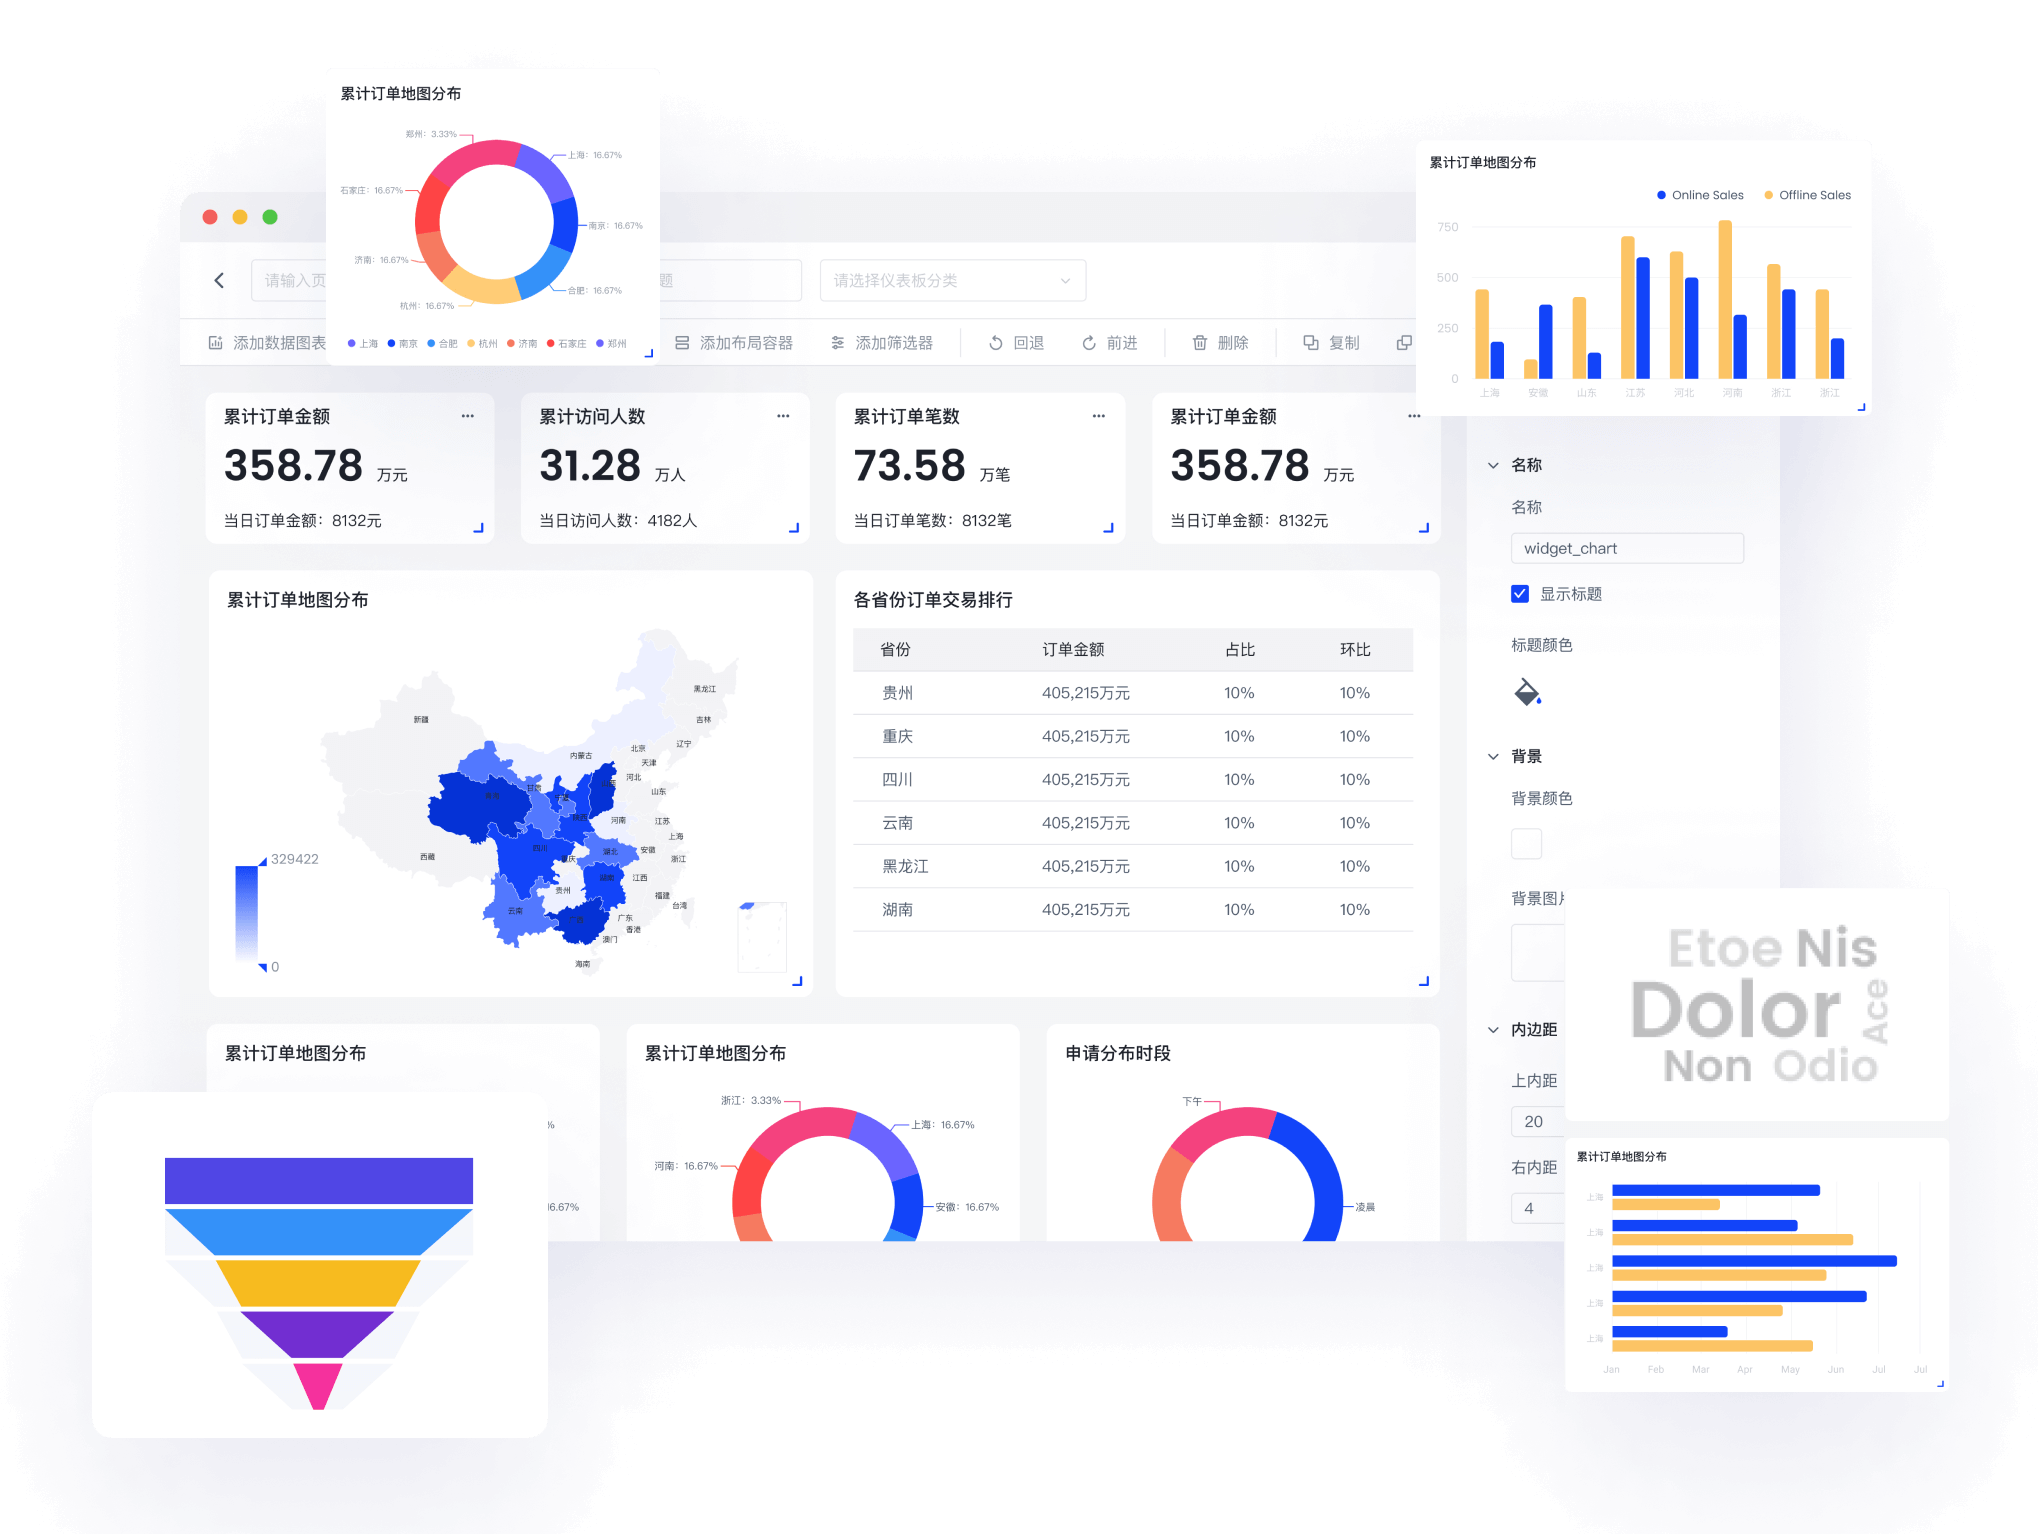 累计订单地图分布
郑州：3.33%
上海：16.67%
石家庄：16.67%
南京：16.67%
济南：16.67%
合肥：16.67%
杭州：16.67%
上海 南京 合肥 杭州 济南 石家庄 郑州
累计订单地图分布
Online Sales Offline Sales
750
500
250
0
上海 安徽 山东 江苏 河北 河南 浙江 浙江
请输入页
题
请选择仪表板分类
添加数据图表
添加布局容器
添加筛选器
回退
前进
删除
复制
累计订单金额
358.78 万元
当日订单金额：8132元
累计访问人数
31.28 万人
当日访问人数：4182人
累计订单笔数
73.58 万笔
当日订单笔数：8132笔
累计订单金额
358.78 万元
当日订单金额：8132元
累计订单地图分布
黑龙江
新疆
吉林
辽宁
北京
内蒙古
天津
河北
甘肃
山东
青海
陕西
河南
江苏
上海
四川
湖北
安徽
西藏
重庆
浙江
湖南
江西
贵州
福建
台湾
云南
广东
香港
澳门
海南
329422
0
各省份订单交易排行
省份 订单金额 占比 环比
贵州 405,215万元 10% 10%
重庆 405,215万元 10% 10%
四川 405,215万元 10% 10%
云南 405,215万元 10% 10%
黑龙江 405,215万元 10% 10%
湖南 405,215万元 10% 10%
名称
名称
widget_chart
显示标题
标题颜色
背景
背景颜色
背景图片
内边距
上内距
20
右内距
4
Etoe Nis
Dolor
Ace
Non Odio
累计订单地图分布
%
16.67%
累计订单地图分布
浙江：3.33%
上海：16.67%
河南：16.67%
安徽：16.67%
申请分布时段
下午
凌晨
累计订单地图分布
上海
上海
上海
上海
上海
Jan Feb Mar Apr May Jun Jul Jul